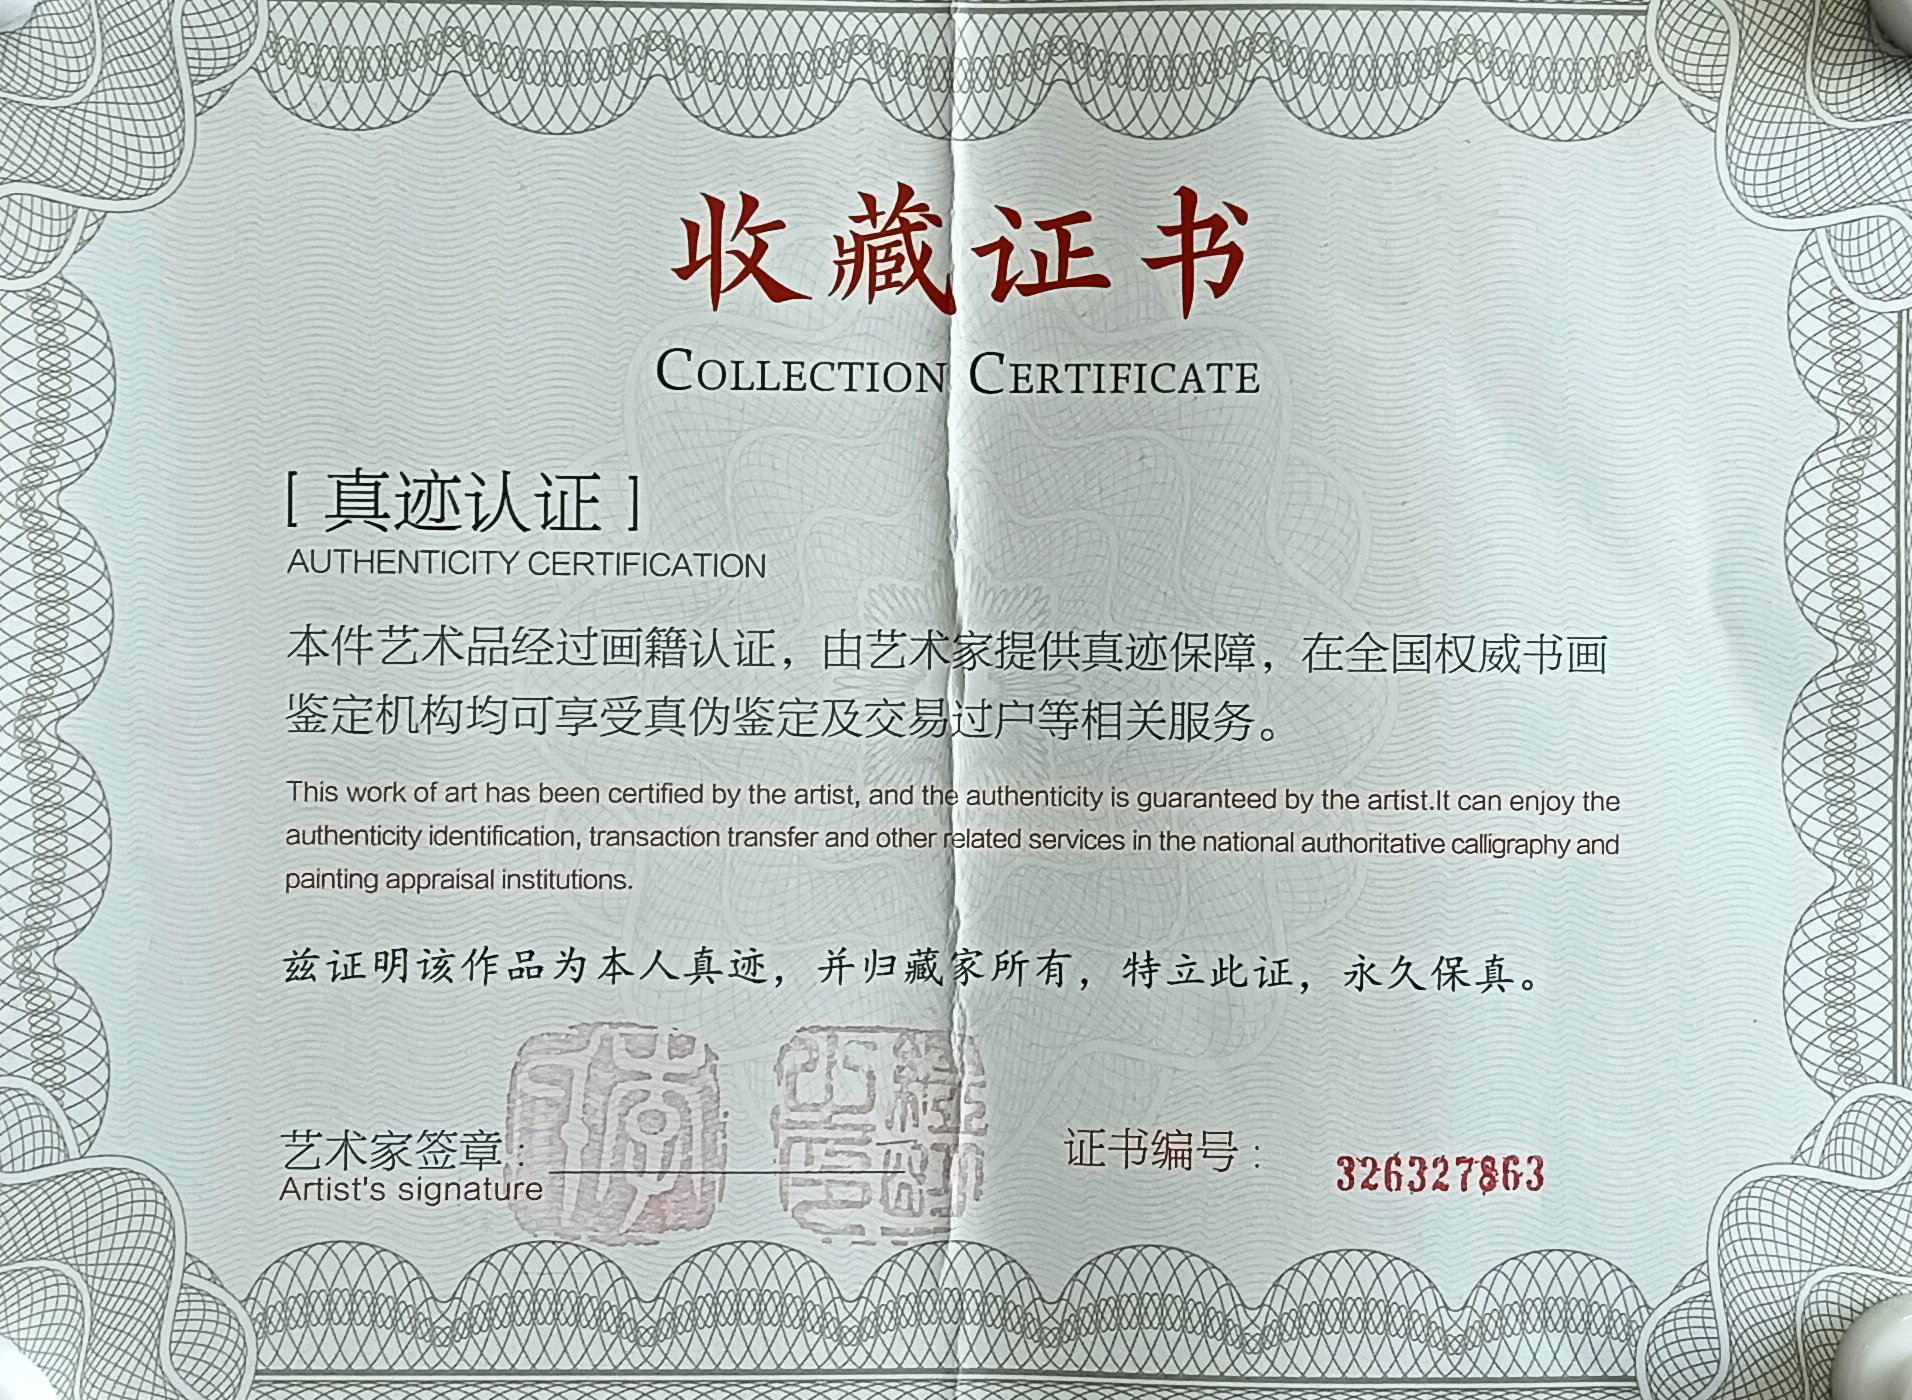 收藏证书
COLLECTION CERTIFICATE
[ 真迹认证 ]
AUTHENTICITY CERTIFICATION
本件艺术品经过画籍认证，由艺术家提供真迹保障，在全国权威书画
鉴定机构均可享受真伪鉴定及交易过户等相关服务。
This work of art has been certified by the artist, and the authenticity is guaranteed by the artist.It can enjoy the
authenticity identification, transaction transfer and other related services in the national authoritative calligraphy and
painting appraisal institutions.
兹证明该作品为本人真迹，并归藏家所有，特立此证，永久保真。
艺术家签章：
Artist's signature
证书编号： 326327863